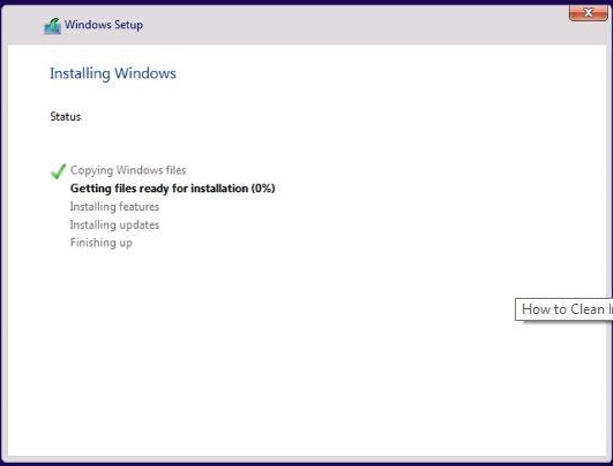 Windows Setup
Installing Windows
Status
Copying Windows files
Getting files ready for installation (0%)
Installing features
Installing updates
Finishing up
How to Clean